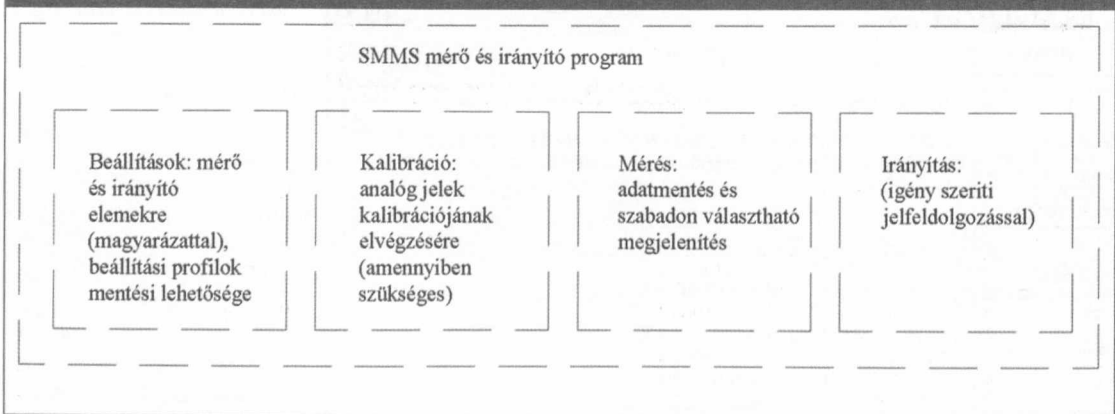 SMMS mérő és irányító program
Beállítások: mérő
és irányító
elemekre
(magyarázattal),
beállítási profilok
mentési lehetősége
Kalibráció:
analóg jelek
kalibrációjának
elvégzésére
(amennyiben
szükséges)
Mérés:
adatmentés és
szabadon választható
megjelenítés
Irányítás:
(igény szeriti
jelfeldolgozással)